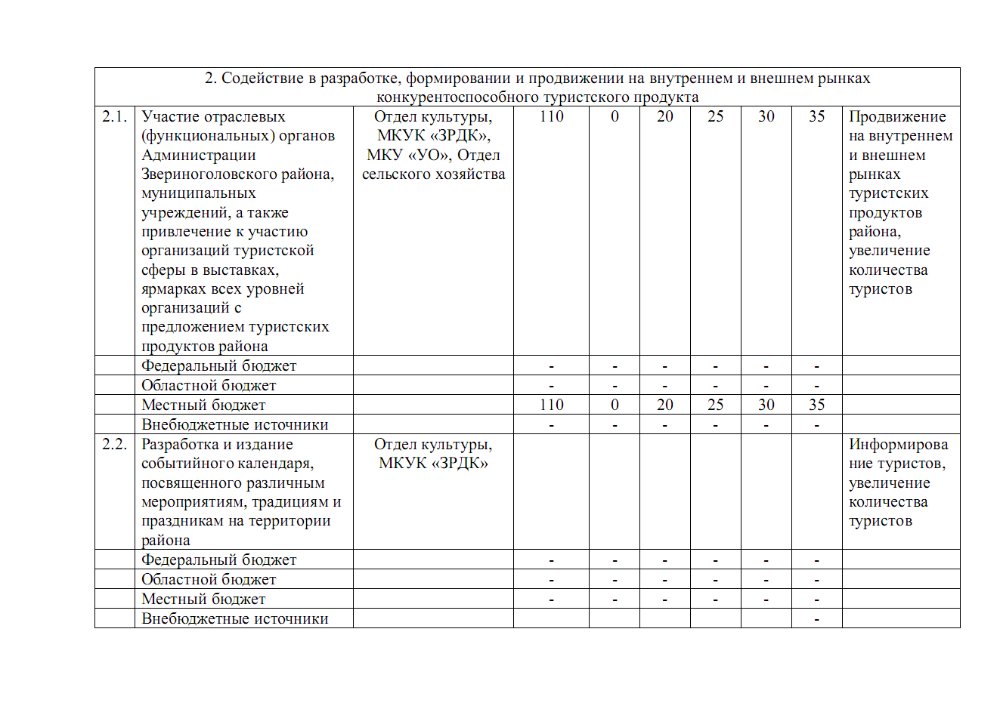 2. Содействие в разработке, формировании и продвижении на внутреннем и внешнем рынках
конкурентоспособного туристского продукта
2.1. Участие отраслевых Отдел культуры, 110 0 20 25 30 35 Продвижение
(функциональных) органов МКУК «ЗРДК», на внутреннем
Администрации МКУ «УО», Отдел и внешнем
Звериноголовского района, сельского хозяйства рынках
муниципальных туристских
учреждений, а также продуктов
привлечение к участию района,
организаций туристской увеличение
сферы в выставках, количества
ярмарках всех уровней туристов
организаций с
предложением туристских
продуктов района
Федеральный бюджет - - - - - -
Областной бюджет - - - - - -
Местный бюджет 110 0 20 25 30 35
Внебюджетные источники - - - - - -
2.2. Разработка и издание Отдел культуры, Информирова
событийного календаря, МКУК «ЗРДК» ние туристов,
посвященного различным увеличение
мероприятиям, традициям и количества
праздникам на территории туристов
района
Федеральный бюджет - - - - - -
Областной бюджет - - - - - -
Местный бюджет - - - - - -
Внебюджетные источники -